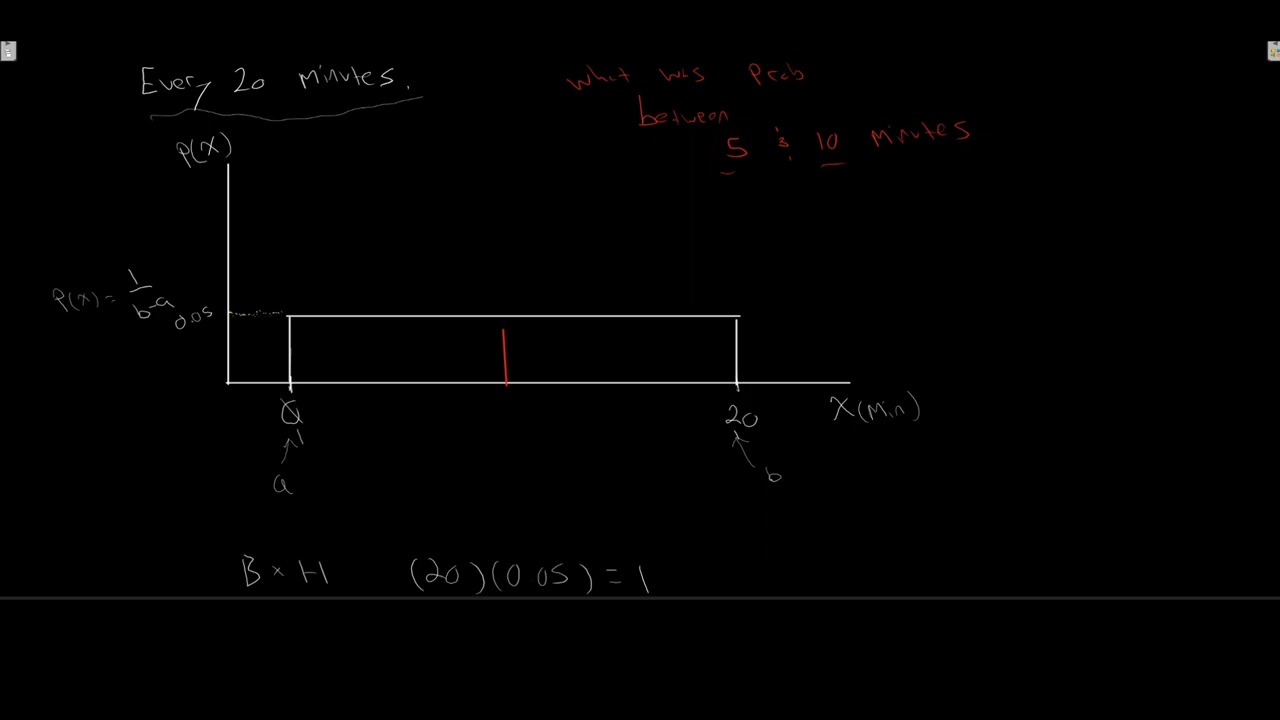 Every 20 minutes.
what was prob
between
5 & 10 minutes
P(X)
P(X) = 1/b-a
0.05
0
20
X (Min)
a
b
B × H (20)(0.05) = 1